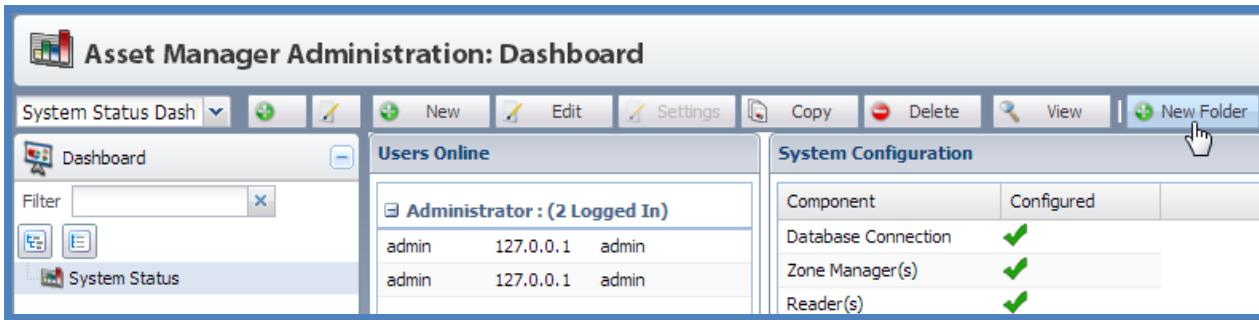 Asset Manager Administration: Dashboard
System Status Dash New Edit Settings Copy Delete View New Folder
Dashboard
Filter
System Status
Users Online
Administrator : (2 Logged In)
admin 127.0.0.1 admin
admin 127.0.0.1 admin
System Configuration
Component Configured
Database Connection
Zone Manager(s)
Reader(s)